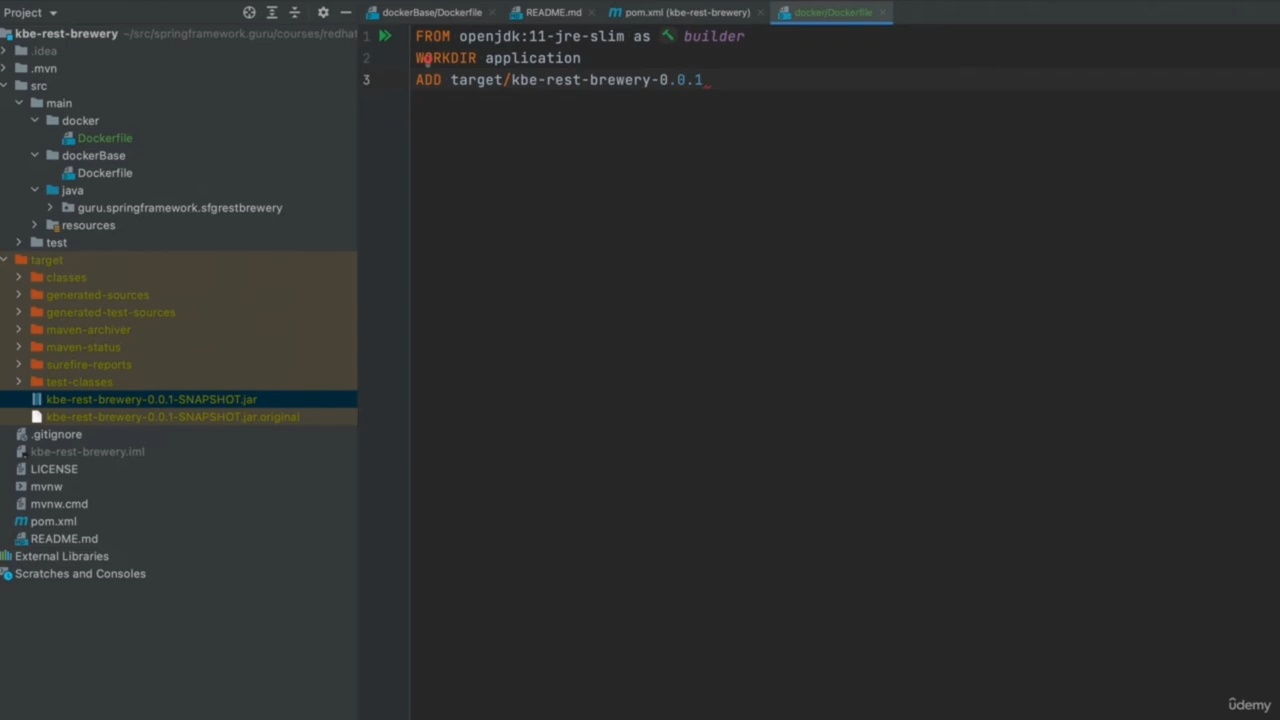 Project
dockerBase/Dockerfile
README.md
pom.xml (kbe-rest-brewery)
docker/Dockerfile
kbe-rest-brewery ~/src/springframework.guru/courses/redhat
.idea
.mvn
src
main
docker
Dockerfile
dockerBase
Dockerfile
java
guru.springframework.sfgrestbrewery
resources
test
target
classes
generated-sources
generated-test-sources
maven-archiver
maven-status
surefire-reports
test-classes
kbe-rest-brewery-0.0.1-SNAPSHOT.jar
kbe-rest-brewery-0.0.1-SNAPSHOT.jar.original
.gitignore
kbe-rest-brewery.iml
LICENSE
mvnw
mvnw.cmd
pom.xml
README.md
External Libraries
Scratches and Consoles
1 FROM openjdk:11-jre-slim as builder
2 WORKDIR application
3 ADD target/kbe-rest-brewery-0.0.1
ûdemy